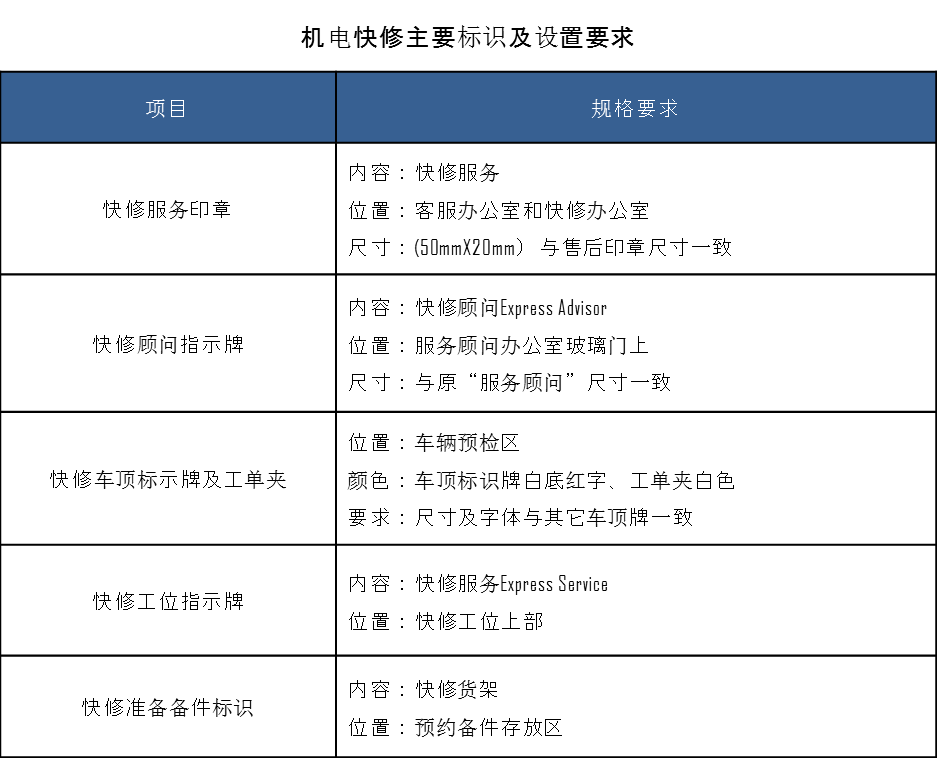 机电快修主要标识及设置要求
项目
规格要求
快修服务印章
内容：快修服务
位置：客服办公室和快修办公室
尺寸：(50mmX20mm） 与售后印章尺寸一致
快修顾问指示牌
内容：快修顾问Express Advisor
位置：服务顾问办公室玻璃门上
尺寸：与原“服务顾问”尺寸一致
快修车顶标示牌及工单夹
位置：车辆预检区
颜色：车顶标识牌白底红字、工单夹白色
要求：尺寸及字体与其它车顶牌一致
快修工位指示牌
内容：快修服务Express Service
位置：快修工位上部
快修准备备件标识
内容：快修货架
位置：预约备件存放区